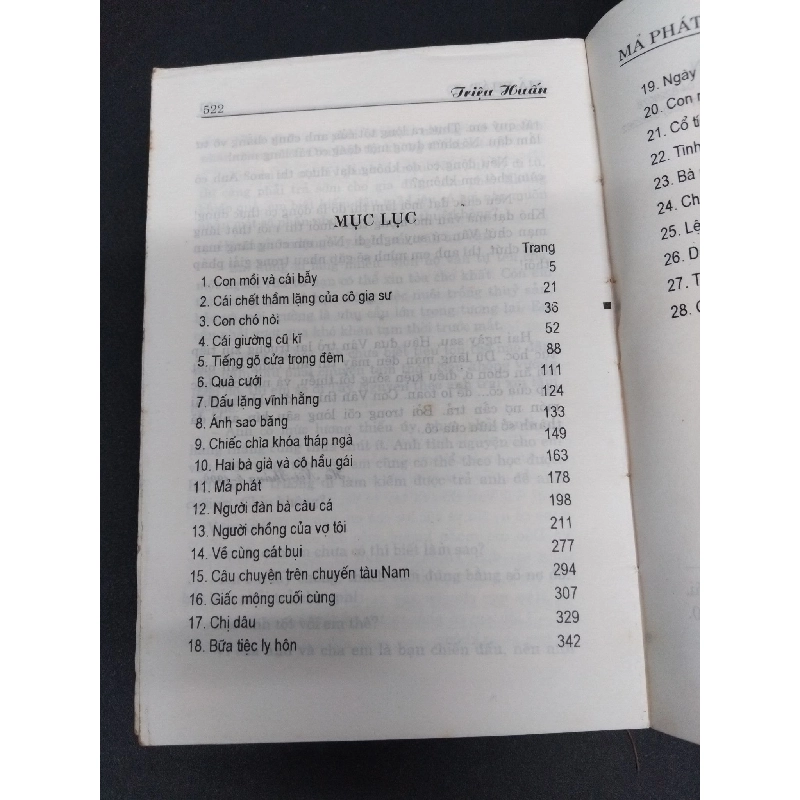 522
Triệu Huấn
MỤC LỤC
Trang
1. Con mồi và cái bẫy 5
2. Cái chết thầm lặng của cô gia sư 21
3. Con chó nòi 36
4. Cái giường cũ kĩ 52
5. Tiếng gõ cửa trong đêm 88
6. Quà cưới 111
7. Dấu lặng vĩnh hằng 124
8. Ánh sao băng 133
9. Chiếc chìa khóa tháp ngà 149
10. Hai bà già và cô hầu gái 163
11. Mả phát 178
12. Người đàn bà câu cá 198
13. Người chồng của vợ tôi 211
14. Về cùng cát bụi 277
15. Câu chuyện trên chuyến tàu Nam 294
16. Giấc mộng cuối cùng 307
17. Chị dâu 329
18. Bữa tiệc ly hôn 342
MẢ PHÁT
19. Ngày
20. Con
21. Cổ
22.
23. Bà
24.
25.
26.
27.
28.